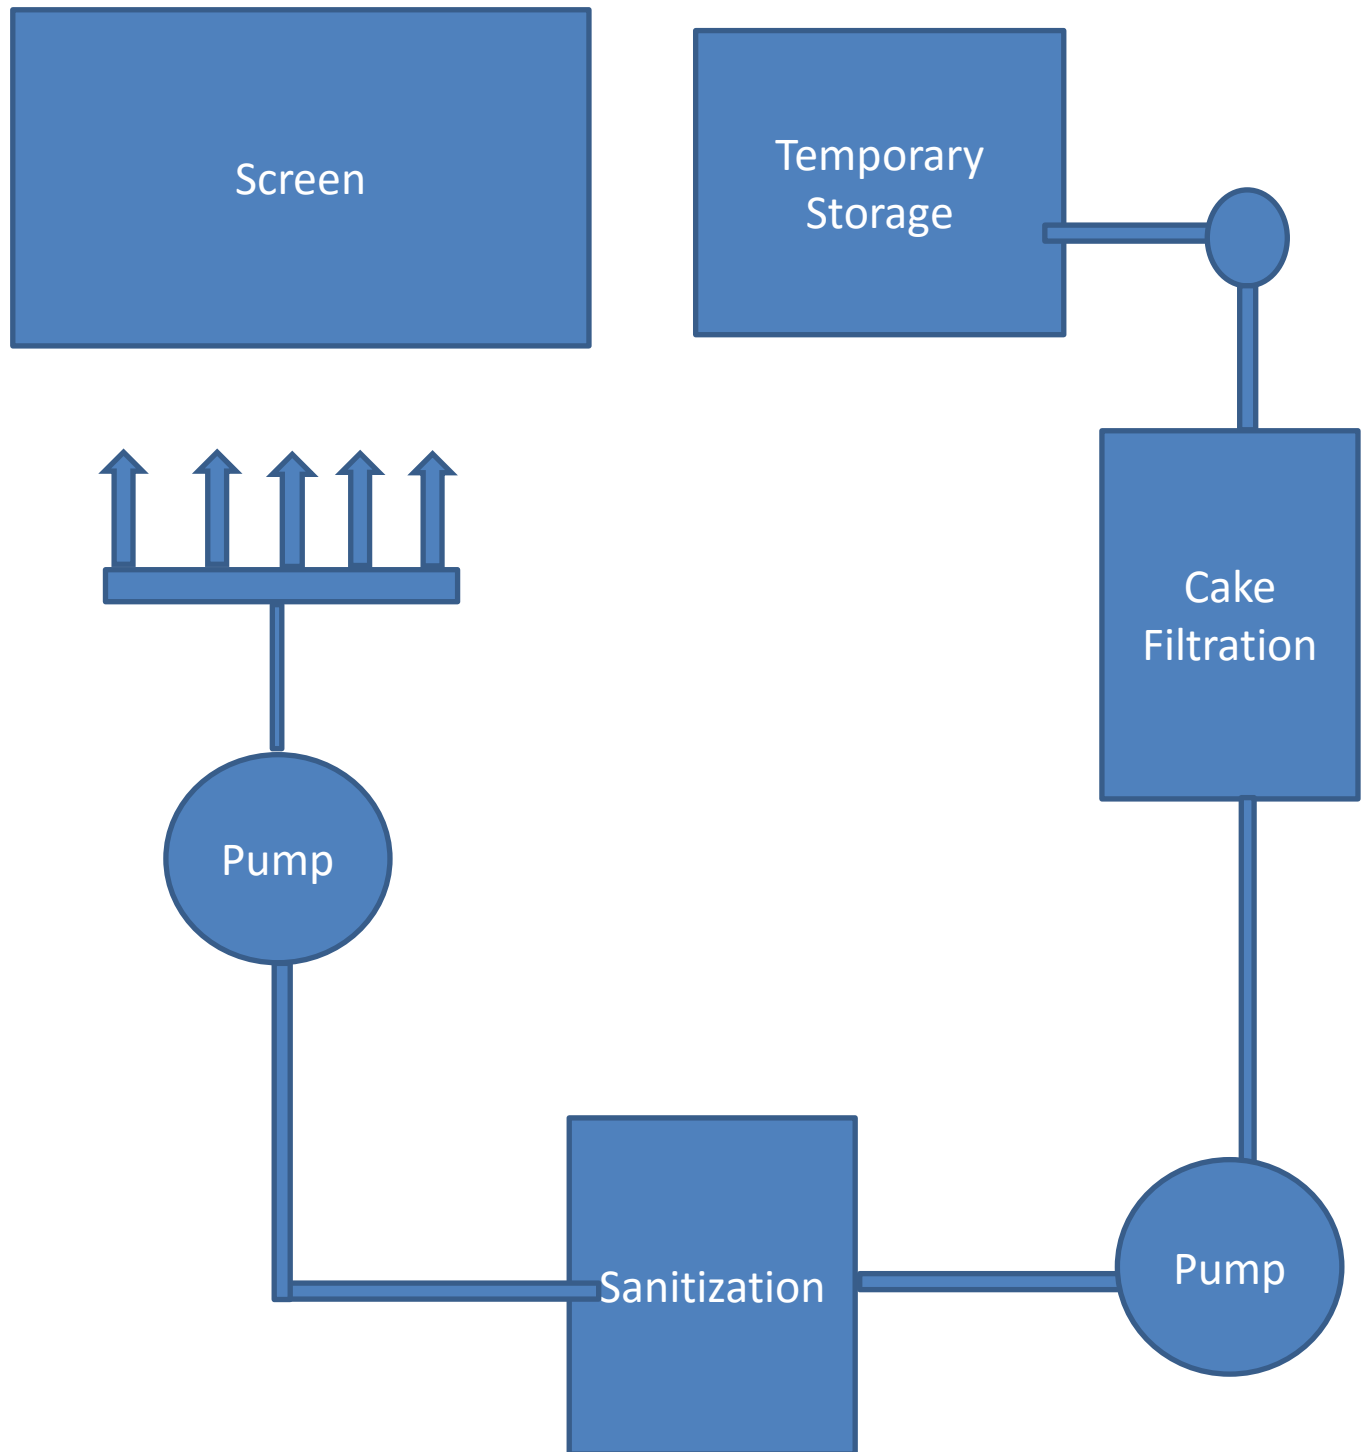 Screen
Temporary
Storage
Cake
Filtration
Pump
Sanitization
Pump